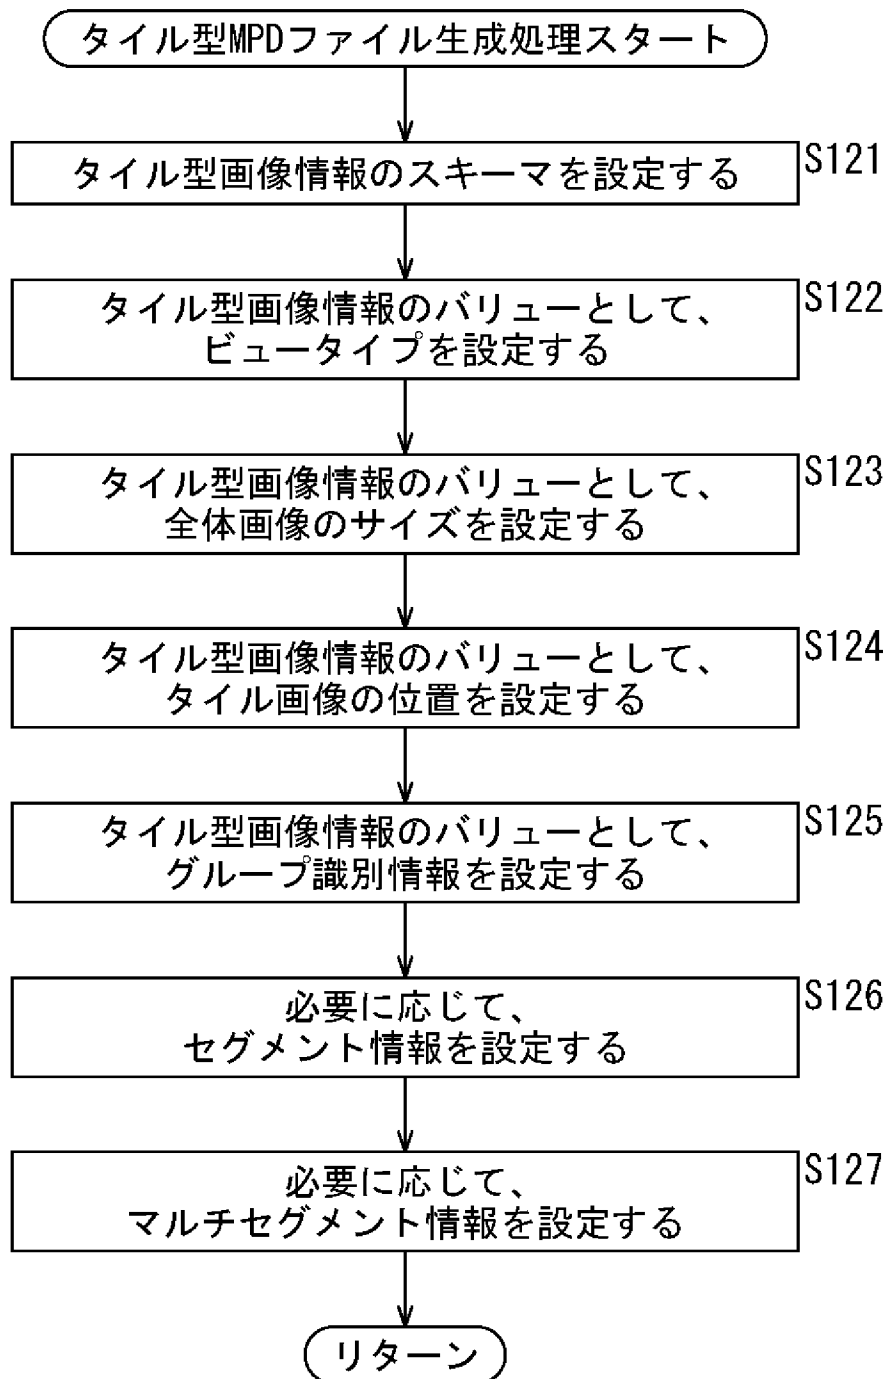 タイル型MPDファイル生成処理スタート
タイル型画像情報のスキーマを設定する
S121
タイル型画像情報のバリューとして、
ビュータイプを設定する
S122
タイル型画像情報のバリューとして、
全体画像のサイズを設定する
S123
タイル型画像情報のバリューとして、
タイル画像の位置を設定する
S124
タイル型画像情報のバリューとして、
グループ識別情報を設定する
S125
必要に応じて、
セグメント情報を設定する
S126
必要に応じて、
マルチセグメント情報を設定する
S127
リターン